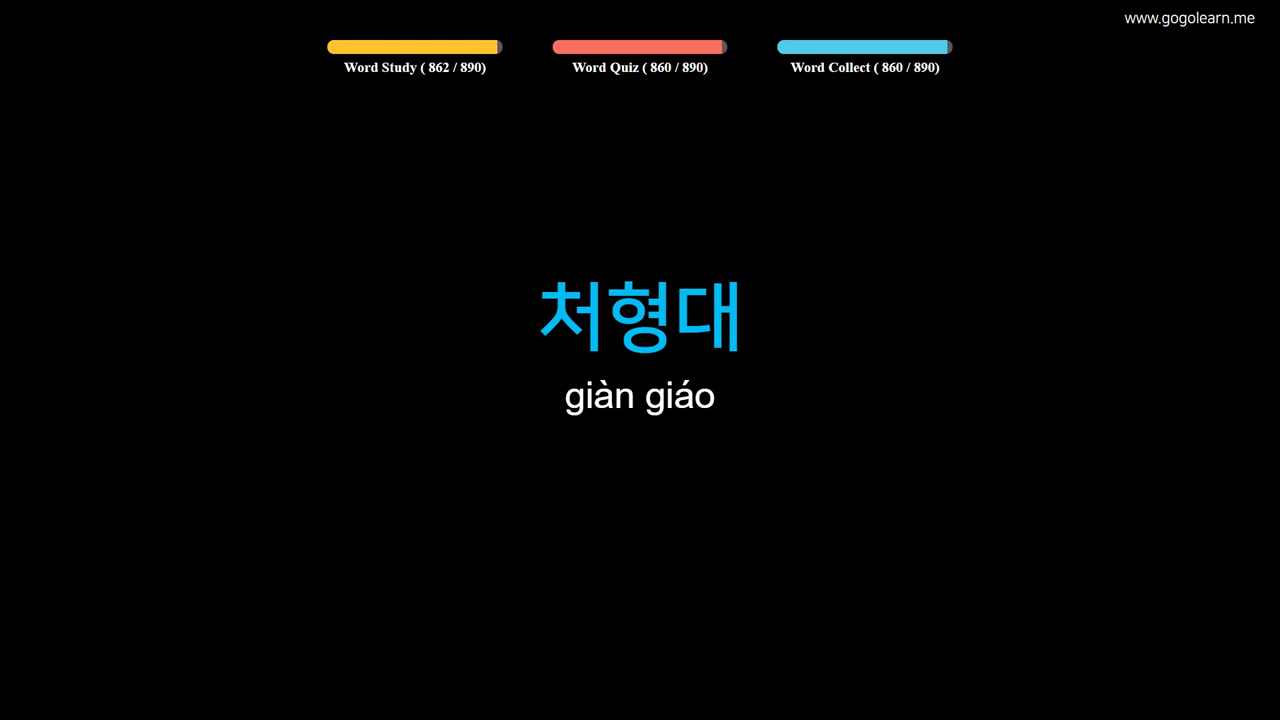 www.gogolearn.me
Word Study ( 862 / 890)
Word Quiz ( 860 / 890)
Word Collect ( 860 / 890)
처형대
giàn giáo